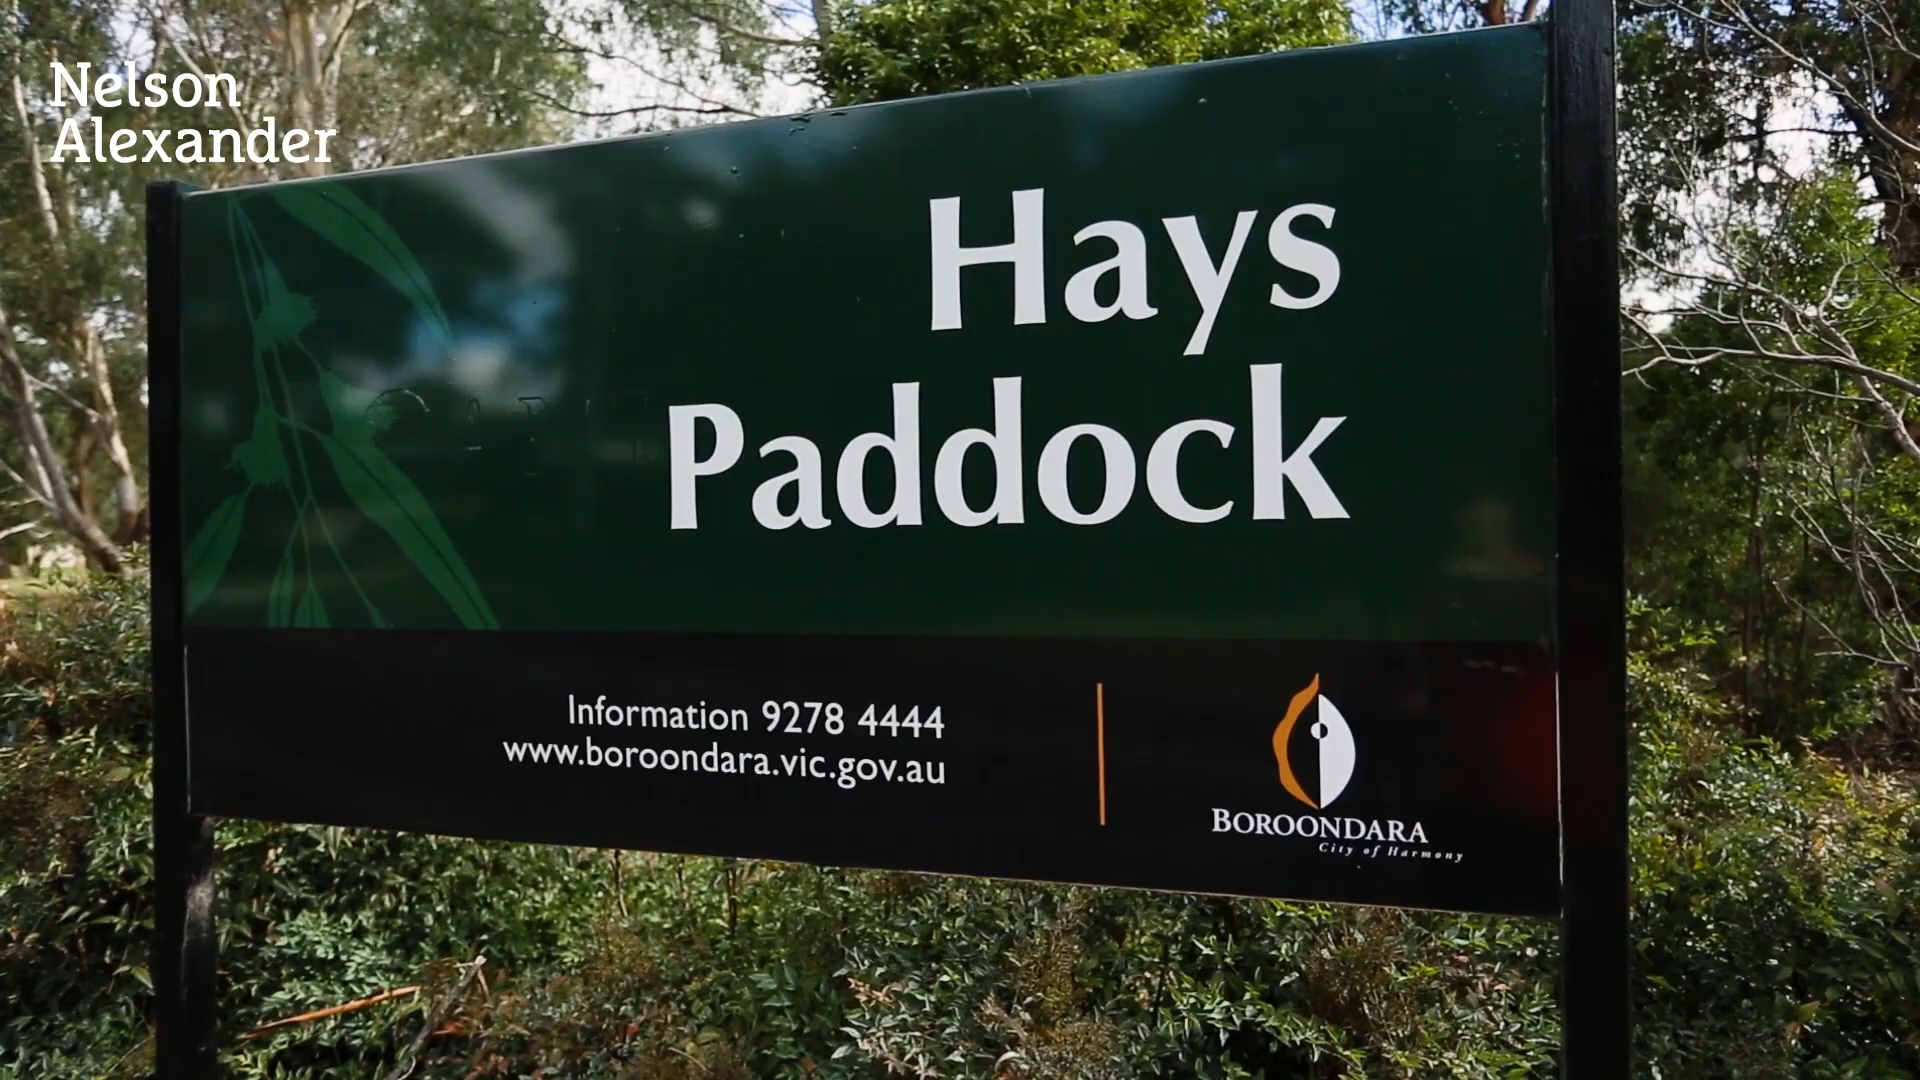 Nelson
Alexander
Hays
Paddock
Information 9278 4444
www.boroondara.vic.gov.au
BOROONDARA
City of Harmony